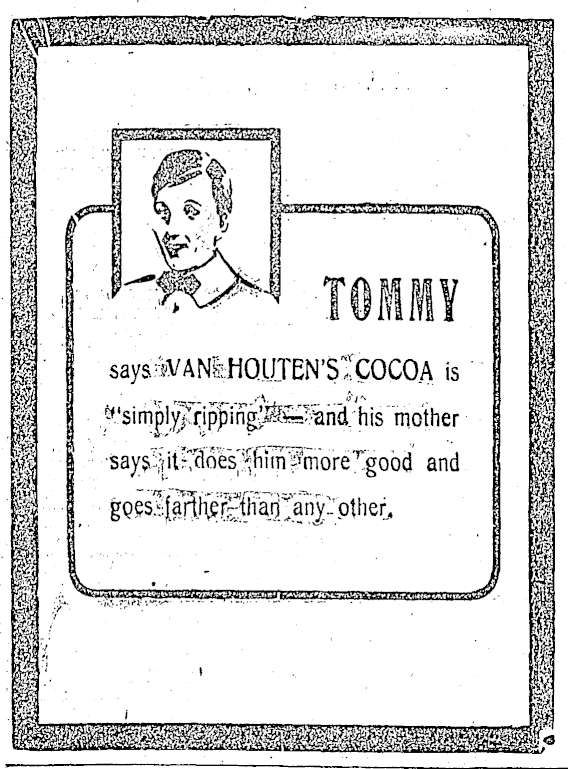 TOMMY
says VAN HOUTEN'S COCOA is
"simply ripping" — and his mother
says it does him more good and
goes farther than any other.